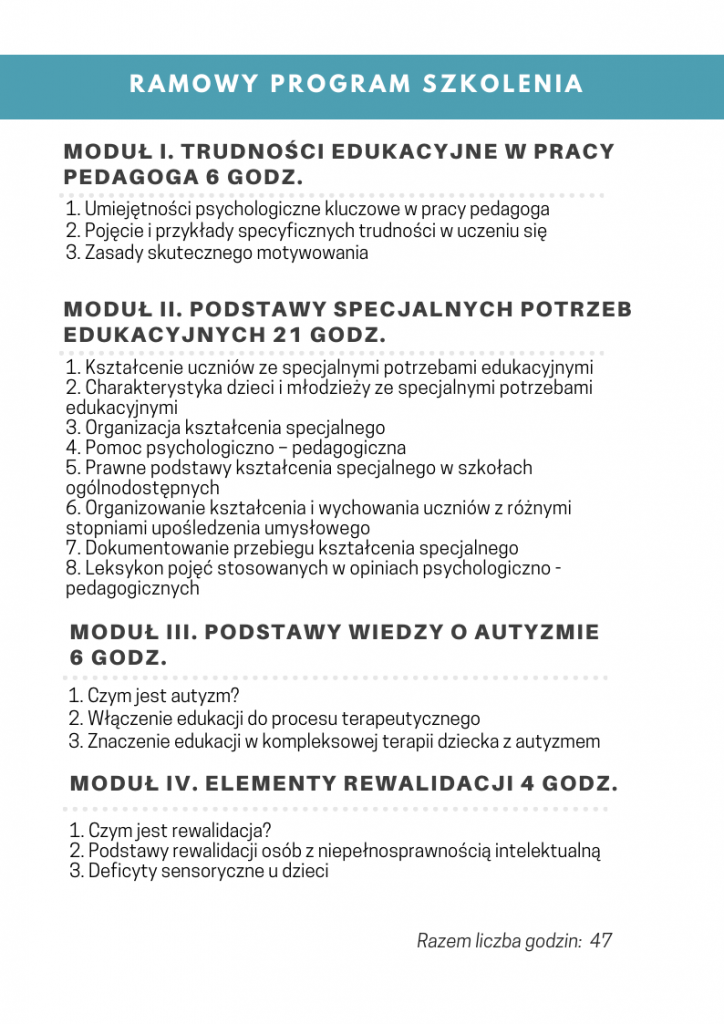 RAMOWY PROGRAM SZKOLENIA
MODUŁ I. TRUDNOŚCI EDUKACYJNE W PRACY
PEDAGOGA 6 GODZ.
1. Umiejętności psychologiczne kluczowe w pracy pedagoga
2. Pojęcie i przykłady specyficznych trudności w uczeniu się
3. Zasady skutecznego motywowania
MODUŁ II. PODSTAWY SPECJALNYCH POTRZEB
EDUKACYJNYCH 21 GODZ.
1. Kształcenie uczniów ze specjalnymi potrzebami edukacyjnymi
2. Charakterystyka dzieci i młodzieży ze specjalnymi potrzebami
edukacyjnymi
3. Organizacja kształcenia specjalnego
4. Pomoc psychologiczno – pedagogiczna
5. Prawne podstawy kształcenia specjalnego w szkołach
ogólnodostępnych
6. Organizowanie kształcenia i wychowania uczniów z różnymi
stopniami upośledzenia umysłowego
7. Dokumentowanie przebiegu kształcenia specjalnego
8. Leksykon pojęć stosowanych w opiniach psychologiczno -
pedagogicznych
MODUŁ III. PODSTAWY WIEDZY O AUTYZMIE
6 GODZ.
1. Czym jest autyzm?
2. Włączenie edukacji do procesu terapeutycznego
3. Znaczenie edukacji w kompleksowej terapii dziecka z autyzmem
MODUŁ IV. ELEMENTY REWALIDACJI 4 GODZ.
1. Czym jest rewalidacja?
2. Podstawy rewalidacji osób z niepełnosprawnością intelektualną
3. Deficyty sensoryczne u dzieci
Razem liczba godzin: 47